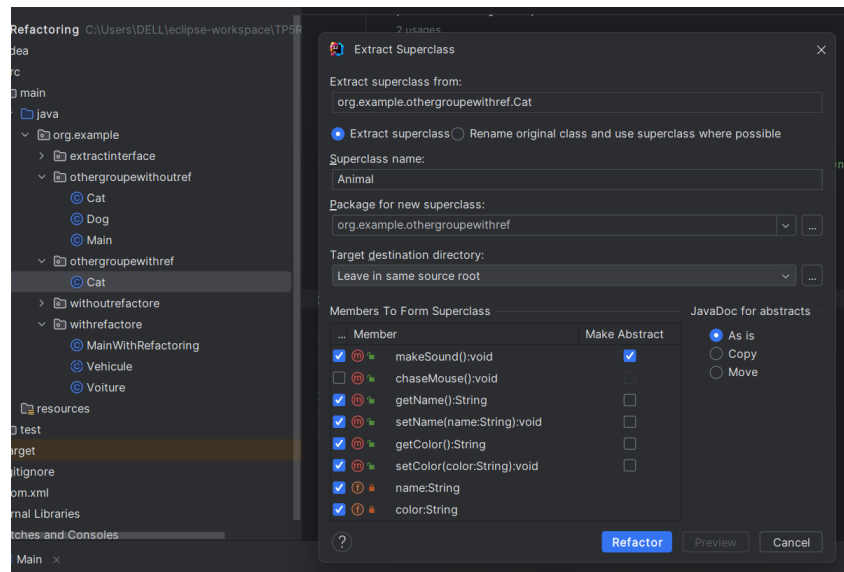 Refactoring C:\Users\DELL\eclipse-workspace\TP5R
dea
rc
main
java
org.example
extractinterface
othergroupewithoutref
Cat
Dog
Main
othergroupewithref
Cat
withoutrefactore
withrefactore
MainWithRefactoring
Vehicule
Voiture
resources
test
arget
gitignore
om.xml
rnal Libraries
tches and Consoles
Main ×
2 usages
Extract Superclass
Extract superclass from:
org.example.othergroupewithref.Cat
Extract superclass Rename original class and use superclass where possible
Superclass name:
Animal
Package for new superclass:
org.example.othergroupewithref
...
Target destination directory:
Leave in same source root
...
Members To Form Superclass
... Member Make Abstract
makeSound():void
chaseMouse():void
getName():String
setName(name:String):void
getColor():String
setColor(color:String):void
name:String
color:String
JavaDoc for abstracts
As is
Copy
Move
? Refactor Preview Cancel